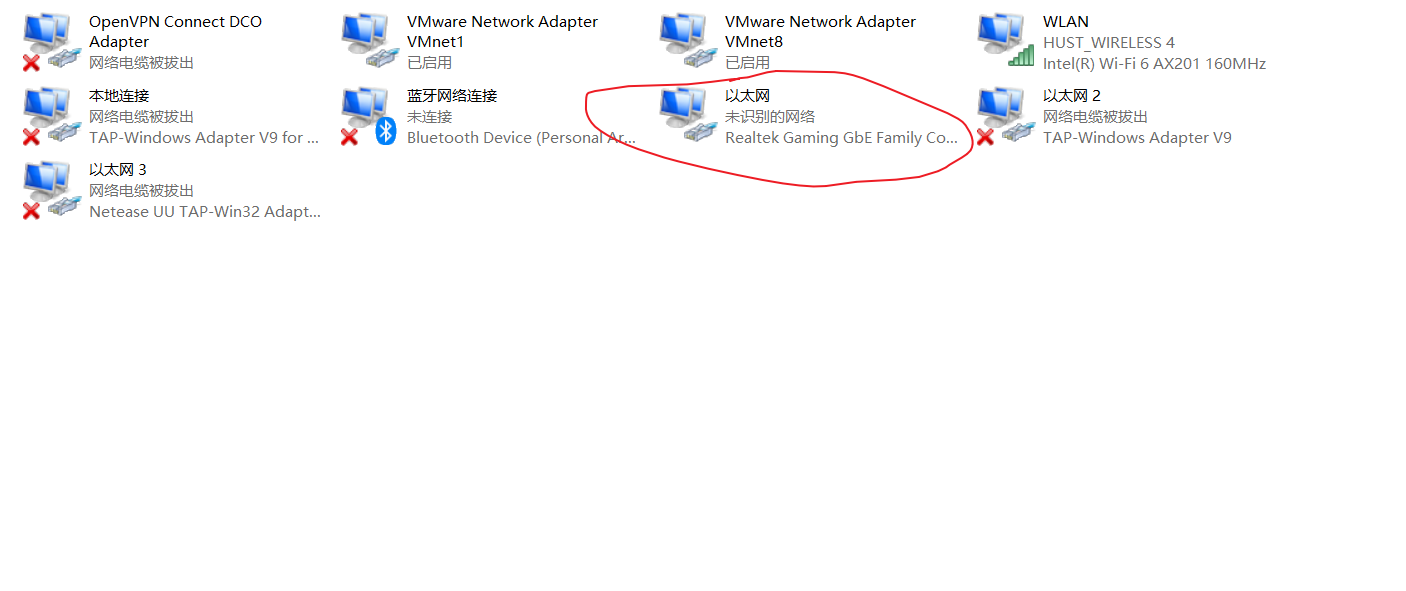 OpenVPN Connect DCO
Adapter
网络电缆被拔出
VMware Network Adapter
VMnet1
已启用
VMware Network Adapter
VMnet8
已启用
WLAN
HUST_WIRELESS 4
Intel(R) Wi-Fi 6 AX201 160MHz
本地连接
网络电缆被拔出
TAP-Windows Adapter V9 for ...
蓝牙网络连接
未连接
Bluetooth Device (Personal Ar...
以太网
未识别的网络
Realtek Gaming GbE Family Co...
以太网 2
网络电缆被拔出
TAP-Windows Adapter V9
以太网 3
网络电缆被拔出
Netease UU TAP-Win32 Adapt...